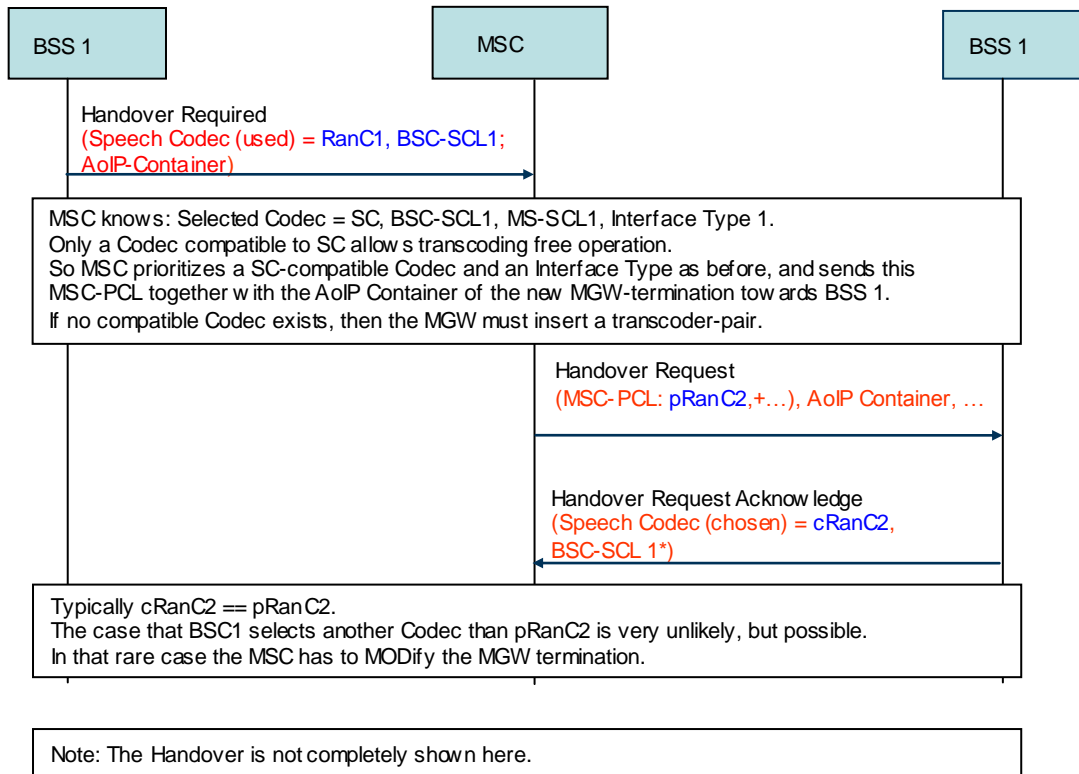 BSS 1
MSC
BSS 1
Handover Required
(Speech Codec (used) = RanC1, BSC-SCL1;
AoIP-Container)
MSC knows: Selected Codec = SC, BSC-SCL1, MS-SCL1, Interface Type 1.
Only a Codec compatible to SC allows transcoding free operation.
So MSC prioritizes a SC-compatible Codec and an Interface Type as before, and sends this
MSC-PCL together with the AoIP Container of the new MGW-termination towards BSS 1.
If no compatible Codec exists, then the MGW must insert a transcoder-pair.
Handover Request
(MSC-PCL: pRanC2,+…), AoIP Container, …
Handover Request Acknowledge
(Speech Codec (chosen) = cRanC2,
BSC-SCL 1*)
Typically cRanC2 == pRanC2.
The case that BSC1 selects another Codec than pRanC2 is very unlikely, but possible.
In that rare case the MSC has to MODify the MGW termination.
Note: The Handover is not completely shown here.